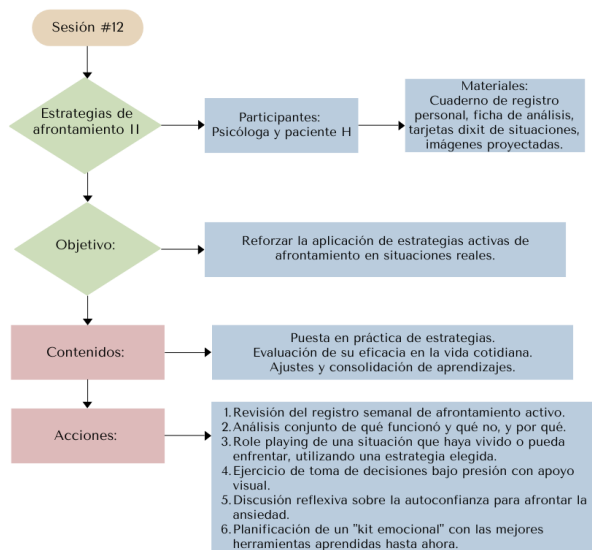 Sesión #12
Estrategias de
afrontamiento II
Participantes:
Psicóloga y paciente H
Materiales:
Cuaderno de registro
personal, ficha de análisis,
tarjetas dixit de situaciones,
imágenes proyectadas.
Objetivo:
Reforzar la aplicación de estrategias activas de
afrontamiento en situaciones reales.
Contenidos:
Puesta en práctica de estrategias.
Evaluación de su eficacia en la vida cotidiana.
Ajustes y consolidación de aprendizajes.
Acciones:
1. Revisión del registro semanal de afrontamiento activo.
2. Análisis conjunto de qué funcionó y qué no, y por qué.
3. Role playing de una situación que haya vivido o pueda
enfrentar, utilizando una estrategia elegida.
4. Ejercicio de toma de decisiones bajo presión con apoyo
visual.
5. Discusión reflexiva sobre la autoconfianza para afrontar la
ansiedad.
6. Planificación de un "kit emocional" con las mejores
herramientas aprendidas hasta ahora.